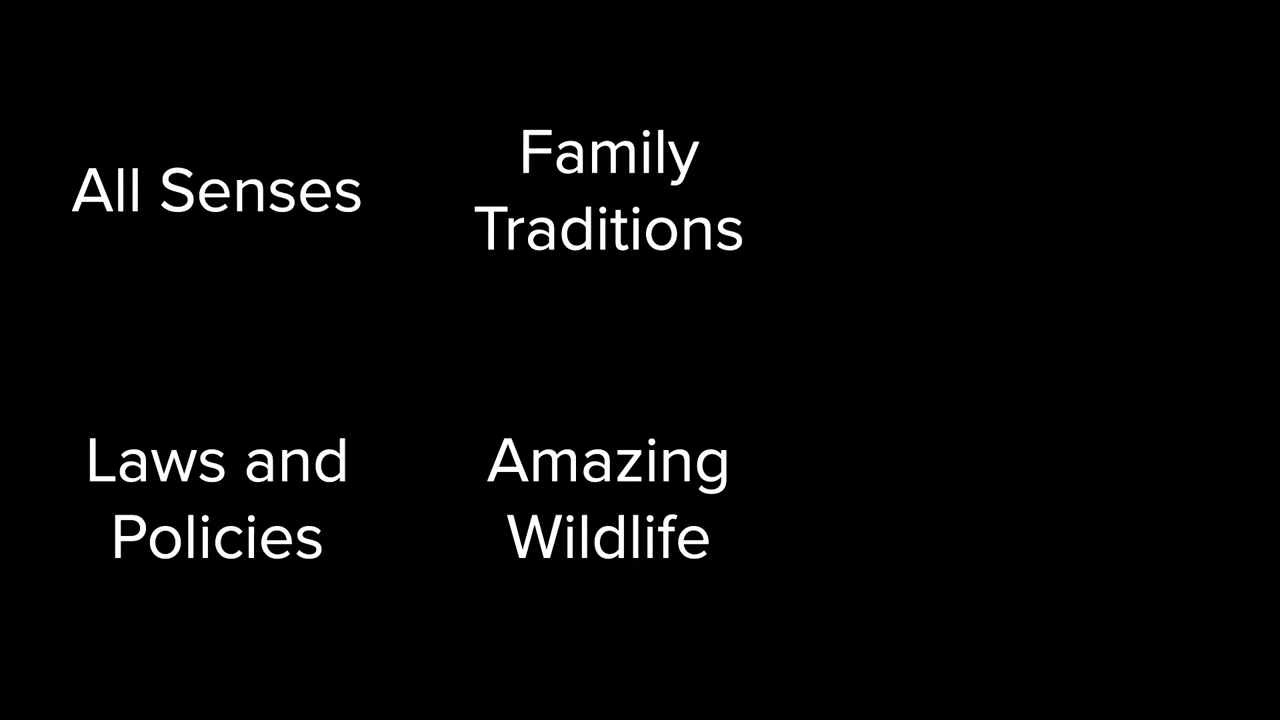 All Senses
Family
Traditions
Laws and
Policies
Amazing
Wildlife